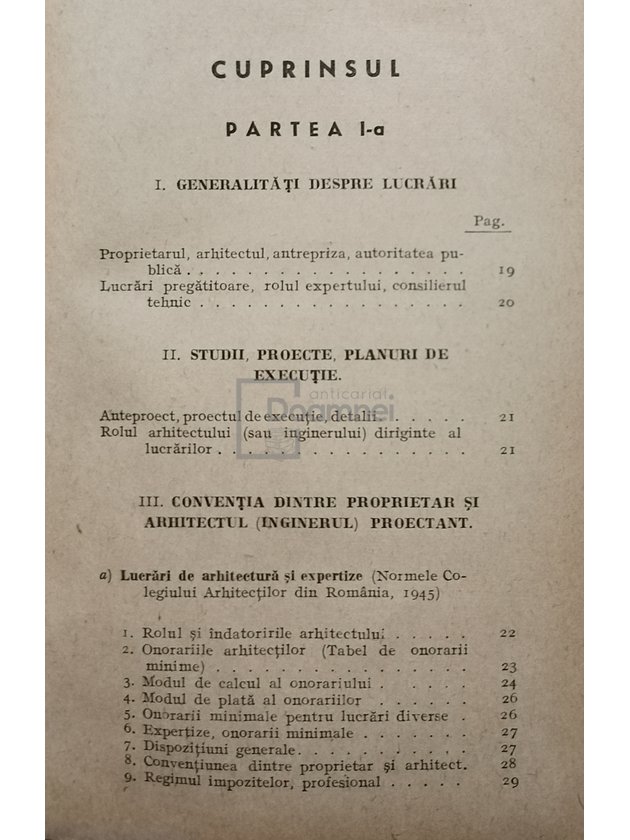 CUPRINSUL
PARTEA I-a
I. GENERALITĂŢI DESPRE LUCRĂRI
Pag.
Proprietarul, arhitectul, antrepriza, autoritatea pu-
blică . . . . . . . . . . . . . . . . . 19
Lucrări pregătitoare, rolul expertului, consilierul
tehnic . . . . . . . . . . . . . . . . 20
II. STUDII, PROECTE, PLANURI DE
EXECUŢIE.
anticariat
Doamnei
Anteproect, proectul de execuţie, detalii . . . . . . 21
Rolul arhitectului (sau inginerului) diriginte al
lucrărilor . . . . . . . . . . . . . . . 21
III. CONVENŢIA DINTRE PROPRIETAR ŞI
ARHITECTUL (INGINERUL) PROECTANT.
a) Lucrări de arhitectură şi expertize (Normele Co-
legiului Arhitecţilor din România, 1945)
1. Rolul şi îndatoririle arhitectului . . . . . 22
2. Onorariile arhitecţilor (Tabel de onorarii
minime) . . . . . . . . . . . . . . 23
3. Modul de calcul al onorariului . . . . . 24
4. Modul de plată al onorariilor . . . . . . 26
5. Onorarii minimale pentru lucrări diverse . 26
6. Expertize, onorarii minimale . . . . . . 27
7. Dispoziţiuni generale . . . . . . . . . . 27
8. Convenţiunea dintre proprietar şi arhitect. 28
9. Regimul impozitelor, profesional . . . . . 29